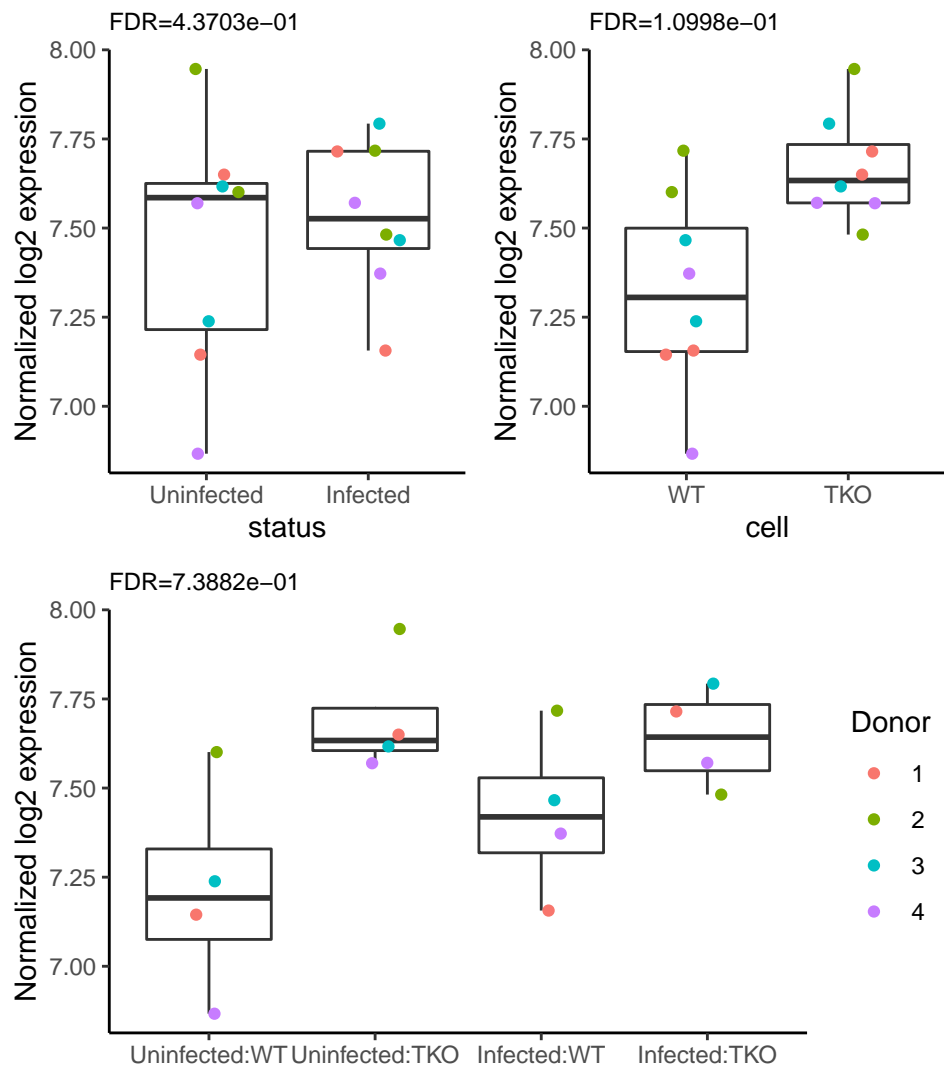 FDR=4.3703e−01
Normalized log2 expression
8.00
7.75
7.50
7.25
7.00
Uninfected Infected
status
FDR=1.0998e−01
Normalized log2 expression
8.00
7.75
7.50
7.25
7.00
WT TKO
cell
FDR=7.3882e−01
Normalized log2 expression
8.00
7.75
7.50
7.25
7.00
Uninfected:WT Uninfected:TKO Infected:WT Infected:TKO
Donor
1
2
3
4